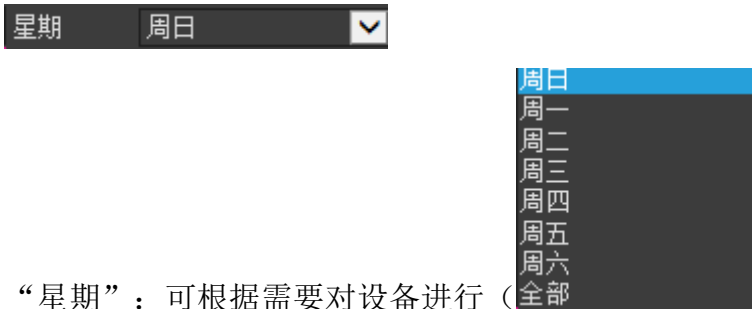 星期 周日
周日
周一
周二
周三
周四
周五
周六
“星期”：可根据需要对设备进行（全部